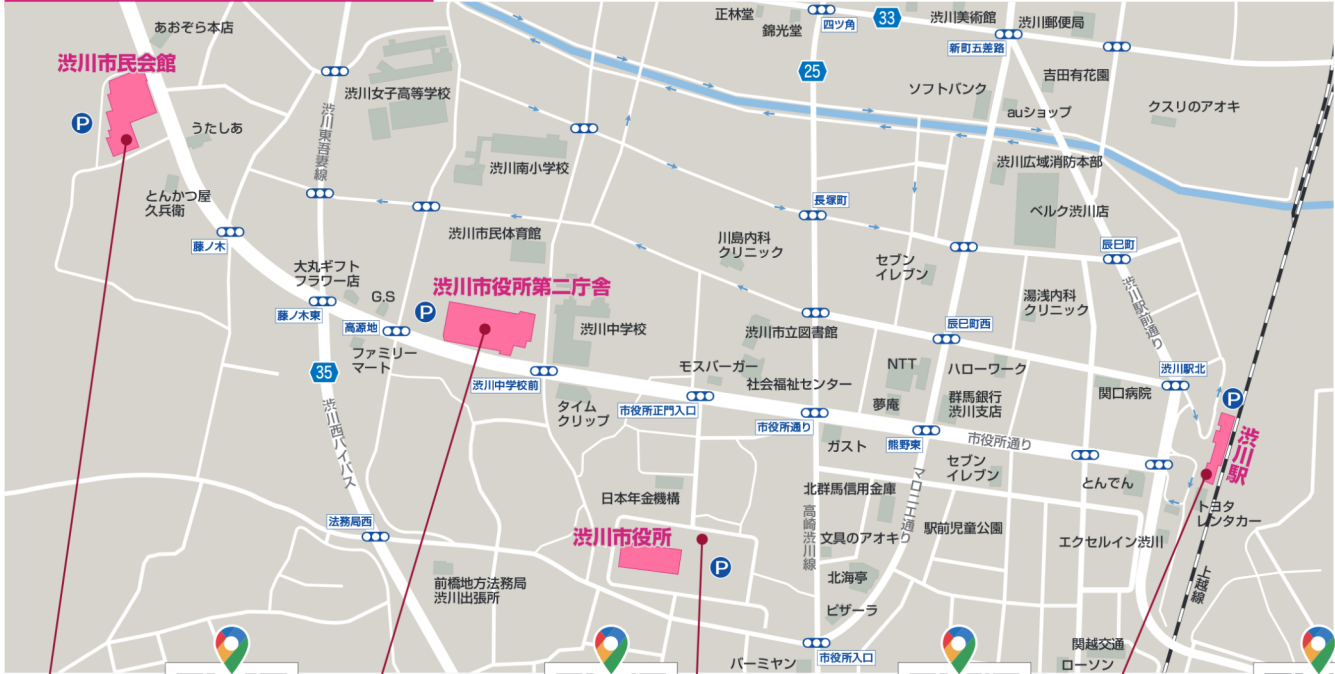 正林堂
錦光堂
四ツ角
33
渋川美術館
渋川郵便局
新町五差路
あおぞら本店
渋川市民会館
P
うたしあ
とんかつ屋
久兵衛
藤ノ木
渋川女子高等学校
渋川東吾妻線
渋川南小学校
25
ソフトバンク
吉田有花園
auショップ
クスリのアオキ
渋川広域消防本部
ベルク渋川店
長塚町
渋川市民体育館
川島内科
クリニック
セブン
イレブン
辰巳町
渋川駅前通り
大丸ギフト
フラワー店
G.S
藤ノ木東
高源地
ファミリー
マート
P
渋川市役所第二庁舎
渋川中学校
渋川市立図書館
湯浅内科
クリニック
辰巳町西
35
渋川西バイパス
渋川中学校前
タイム
クリップ
モスバーガー
社会福祉センター
市役所正門入口
市役所通り
NTT
夢庵
ハローワーク
群馬銀行
渋川支店
関口病院
渋川駅北
P
渋川駅
ガスト
熊野東
市役所通り
マロニエ通り
セブン
イレブン
とんでん
トヨタ
レンタカー
日本年金機構
北群馬信用金庫
高崎渋川線
文具のアオキ
駅前児童公園
エクセルイン渋川
法務局西
渋川市役所
P
前橋地方法務局
渋川出張所
北海亭
ピザーラ
上越線
バーミヤン
市役所入口
関越交通
ローソン